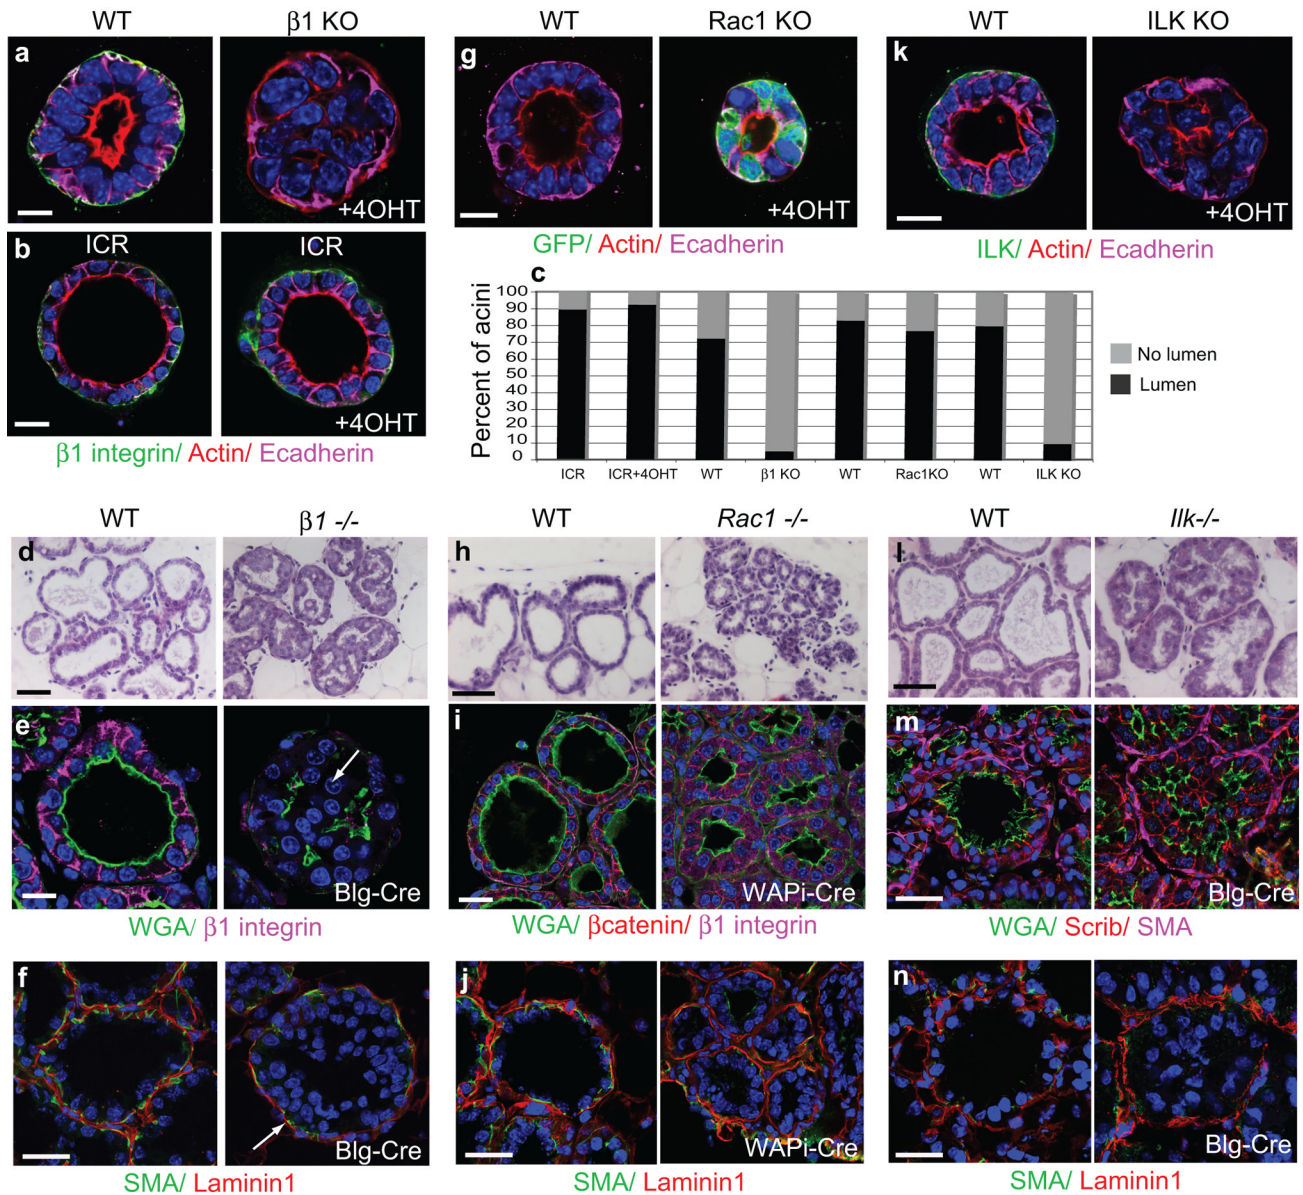 WT β1 KO
a
+4OHT
b ICR ICR
+4OHT
β1 integrin/ Actin/ Ecadherin
WT Rac1 KO
g
+4OHT
GFP/ Actin/ Ecadherin
WT ILK KO
k
+4OHT
ILK/ Actin/ Ecadherin
c
Percent of acini
100
90
80
70
60
50
40
30
20
10
0
ICR ICR+4OHT WT β1 KO WT Rac1KO WT ILK KO
No lumen
Lumen
WT β1 -/-
d
e
Blg-Cre
WGA/ β1 integrin
f
Blg-Cre
SMA/ Laminin1
WT Rac1 -/-
h
i
WAPi-Cre
WGA/ βcatenin/ β1 integrin
j
WAPi-Cre
SMA/ Laminin1
WT Ilk-/-
l
m
Blg-Cre
WGA/ Scrib/ SMA
n
Blg-Cre
SMA/ Laminin1